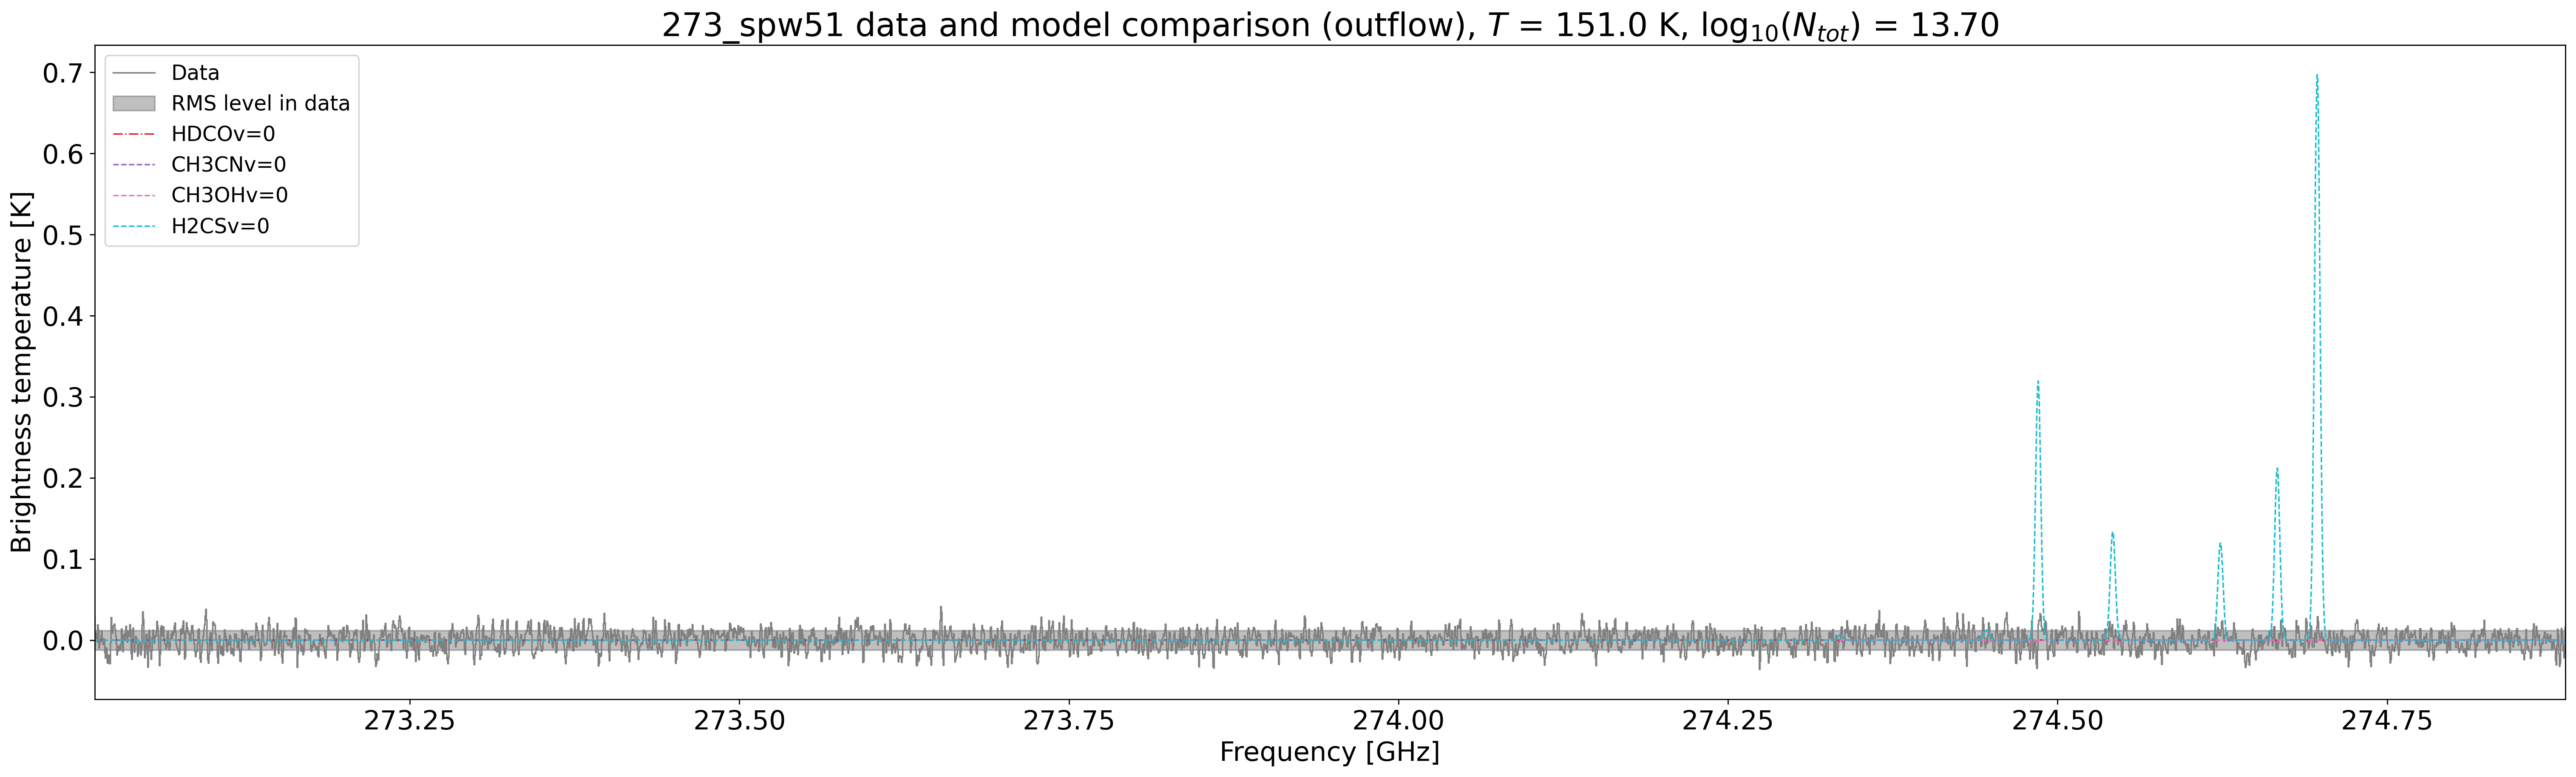 273_spw51 data and model comparison (outflow), T = 151.0 K, log₁₀(Nₜₒₜ) = 13.70
Data
RMS level in data
HDCOv=0
CH3CNv=0
CH3OHv=0
H2CSv=0
Brightness temperature [K]
0.7
0.6
0.5
0.4
0.3
0.2
0.1
0.0
273.25 273.50 273.75 274.00 274.25 274.50 274.75
Frequency [GHz]